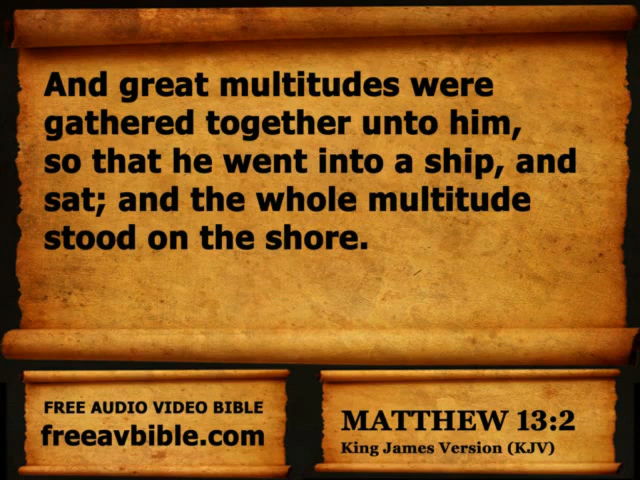 And great multitudes were
gathered together unto him,
so that he went into a ship, and
sat; and the whole multitude
stood on the shore.
FREE AUDIO VIDEO BIBLE
freeavbible.com
MATTHEW 13:2
King James Version (KJV)